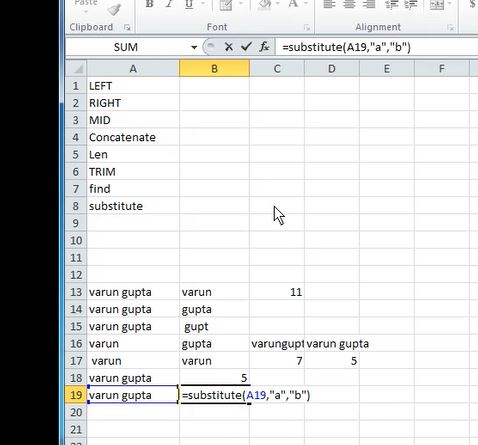 Paste
B I U A
Clipboard Font Alignment
SUM =substitute(A19,"a","b")
A B C D E F
1 LEFT
2 RIGHT
3 MID
4 Concatenate
5 Len
6 TRIM
7 find
8 substitute
9
10
11
12
13 varun gupta varun 11
14 varun gupta gupta
15 varun gupta gupt
16 varun gupta varungupt varun gupta
17 varun varun 7 5
18 varun gupta 5
19 varun gupta =substitute(A19,"a","b")
20
21